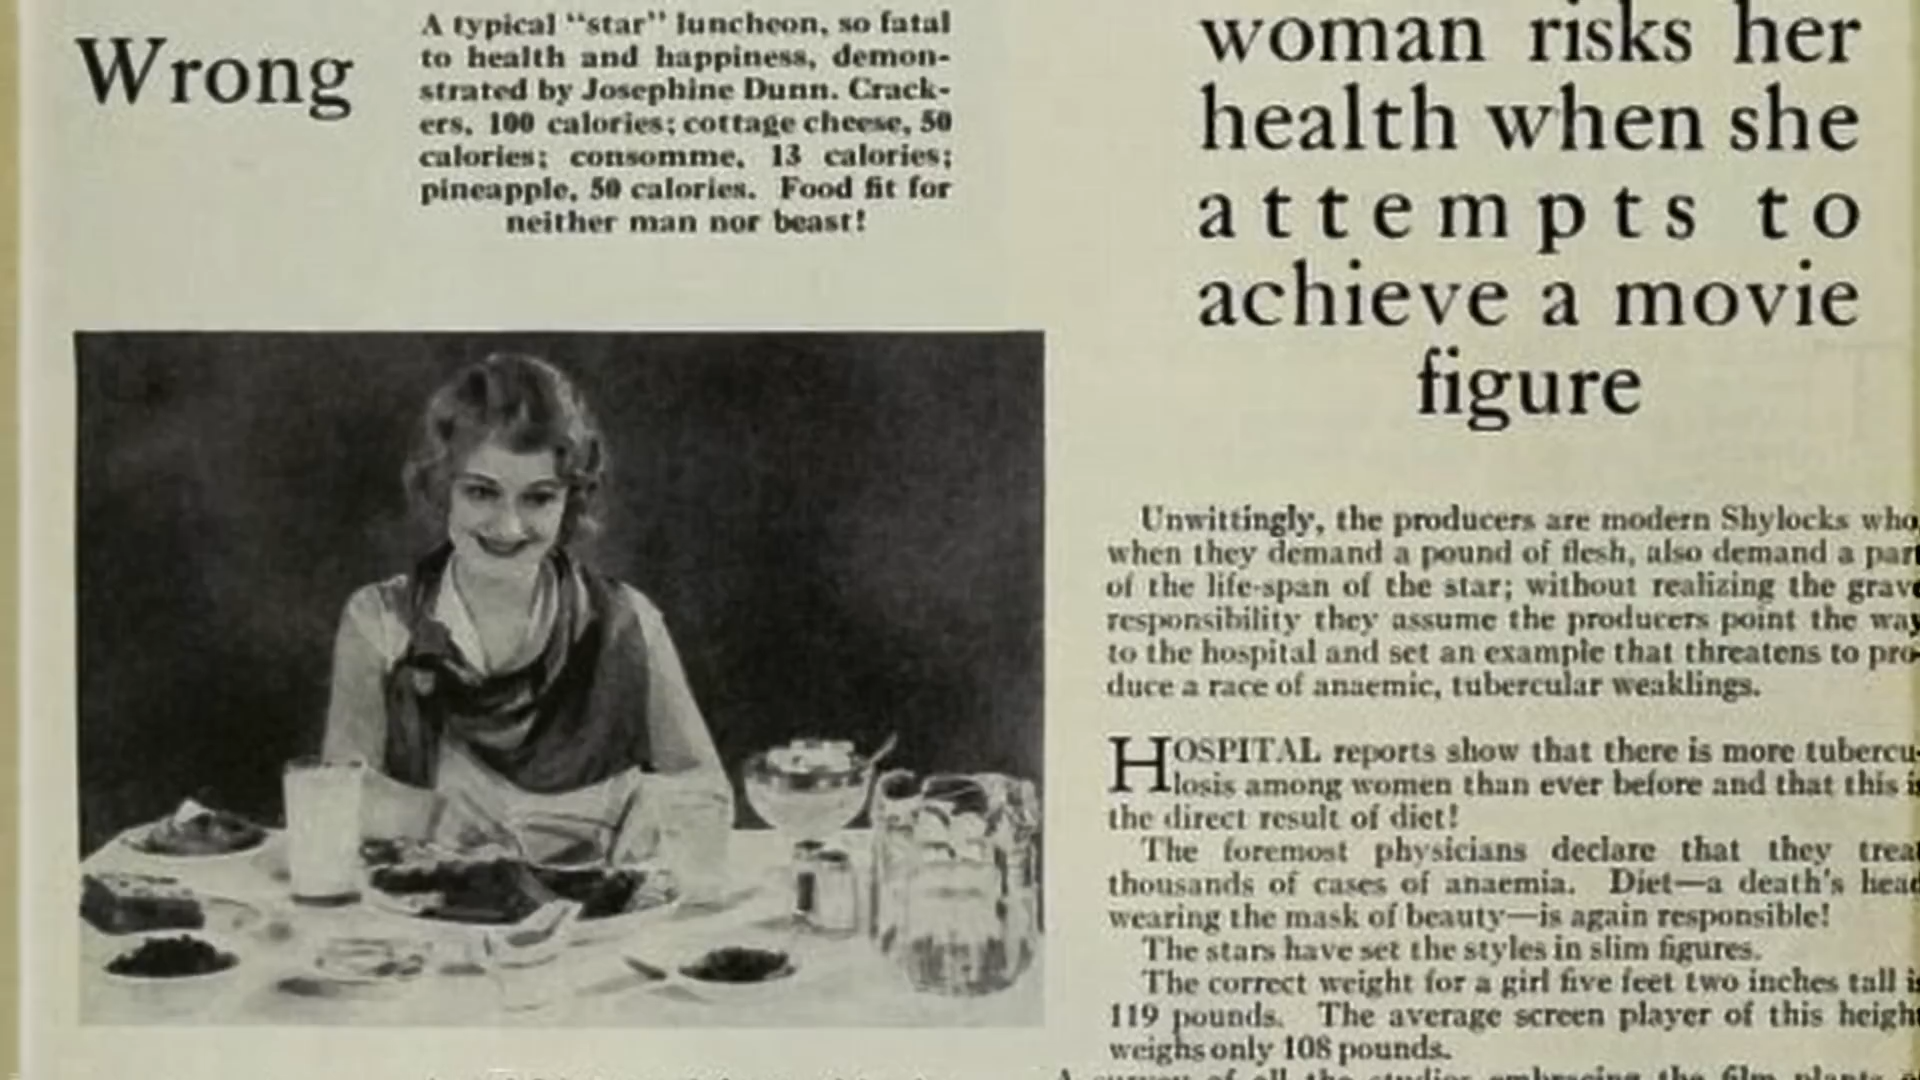 Wrong
A typical "star" luncheon, so fatal
to health and happiness, demon-
strated by Josephine Dunn. Crack-
ers, 100 calories; cottage cheese, 50
calories; consomme, 13 calories;
pineapple, 50 calories. Food fit for
neither man nor beast!
woman risks her
health when she
attempts to
achieve a movie
figure
Unwittingly, the producers are modern Shylocks who,
when they demand a pound of flesh, also demand a part
of the life-span of the star; without realizing the grave
responsibility they assume the producers point the way
to the hospital and set an example that threatens to pro-
duce a race of anaemic, tubercular weaklings.
HOSPITAL reports show that there is more tubercu-
losis among women than ever before and that this is
the direct result of diet!
The foremost physicians declare that they treat
thousands of cases of anaemia. Diet—a death's head
wearing the mask of beauty—is again responsible!
The stars have set the styles in slim figures.
The correct weight for a girl five feet two inches tall is
119 pounds. The average screen player of this height
weighs only 108 pounds.
A survey of all the studios embracing the film plants